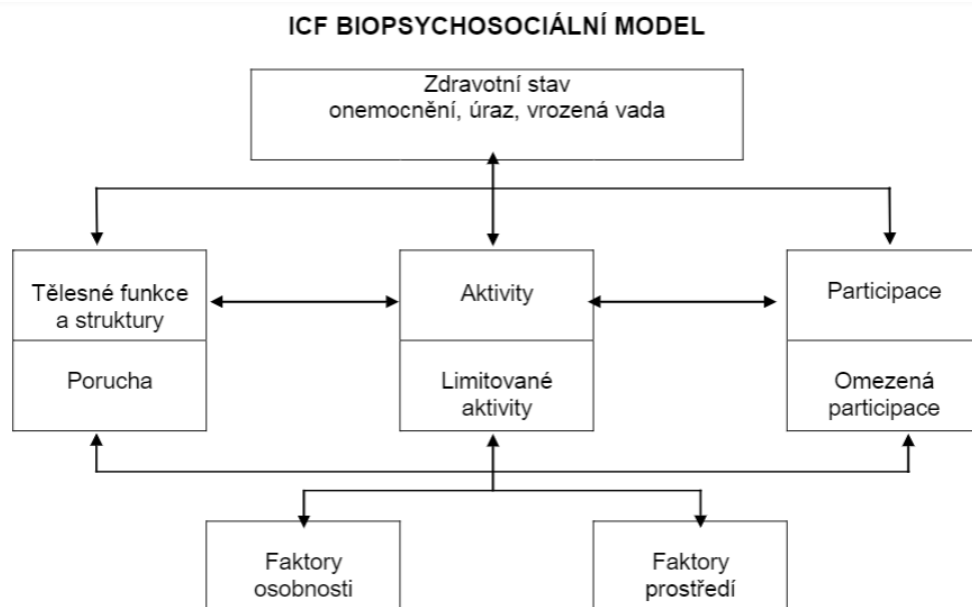 ICF BIOPSYCHOSOCIÁLNÍ MODEL
Zdravotní stav
onemocnění, úraz, vrozená vada
Tělesné funkce
a struktury
Aktivity
Participace
Porucha
Limitované
aktivity
Omezená
participace
Faktory
osobnosti
Faktory
prostředí